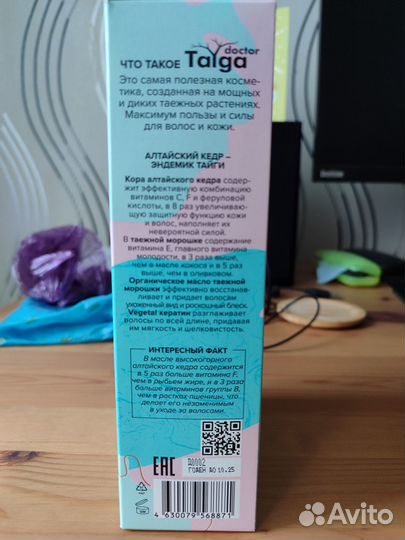 ЧТО ТАКОЕ Taiga doctor
Это самая полезная косме-
тика, созданная на мощных
и диких таежных растениях.
Максимум пользы и силы
для волос и кожи.
АЛТАЙСКИЙ КЕДР –
ЭНДЕМИК ТАЙГИ
Кора алтайского кедра содер-
жит эффективную комбинацию
витаминов C, F и феруловой
кислоты, в 8 раз увеличиваю-
щую защитную функцию кожи
и волос, наполняет их
невероятной силой.
В таежной морошке содержание
витамина Е, главного витамина
молодости, в 3 раза выше,
чем в масле кокоса и в 5 раз
выше, чем в оливковом.
Органическое масло таежной
морошки эффективно восстанав-
ливает и придает волосам
ухоженный вид и роскошный блеск.
Vegetal кератин разглаживает
волосы по всей длине, придавая
им мягкость и шелковистость.
ИНТЕРЕСНЫЙ ФАКТ
В масле высокогорного
алтайского кедра содержится
в 5 раз больше витамина F,
чем в рыбьем жире, и в 3 раза
больше витаминов группы B,
чем в ростках пшеницы, что
делает его незаменимым
в уходе за волосами.
EAC
A0002
ГОДЕН ДО 10.25
4 630079 568871
Avito